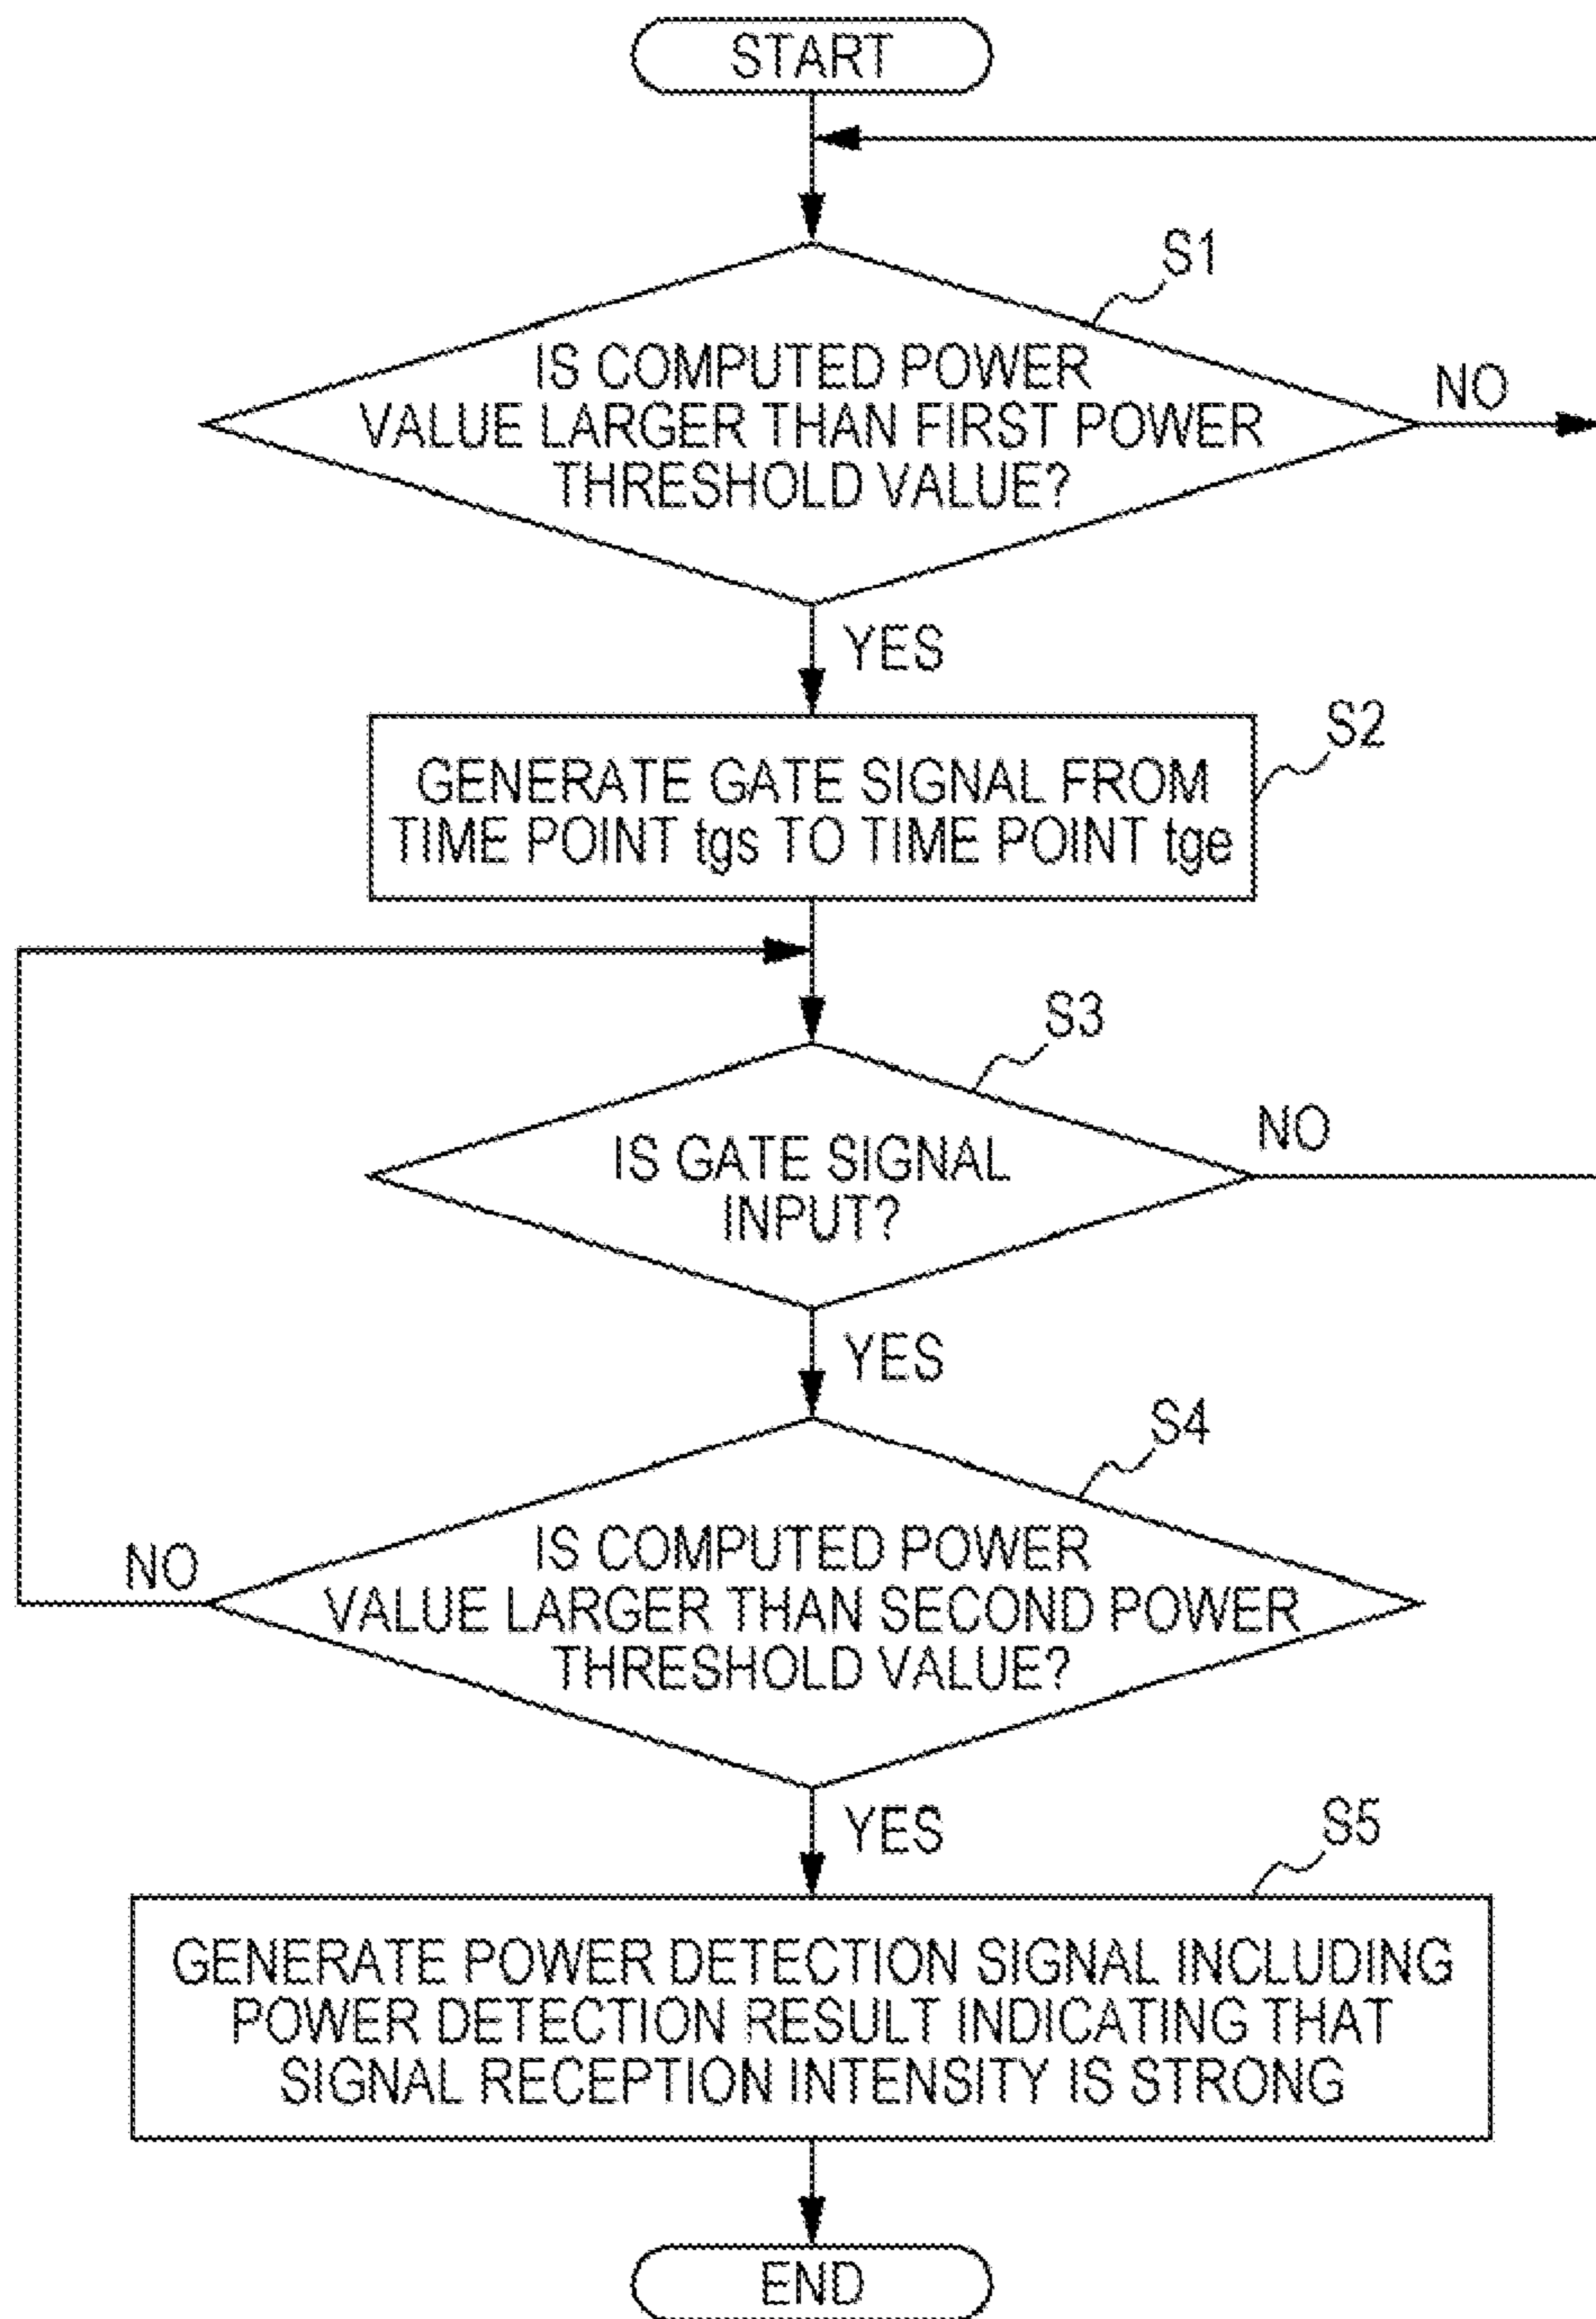 START
S1
IS COMPUTED POWER
VALUE LARGER THAN FIRST POWER
THRESHOLD VALUE?
NO
YES
S2
GENERATE GATE SIGNAL FROM
TIME POINT tgs TO TIME POINT tge
S3
IS GATE SIGNAL
INPUT?
NO
YES
S4
IS COMPUTED POWER
VALUE LARGER THAN SECOND POWER
THRESHOLD VALUE?
NO
YES
S5
GENERATE POWER DETECTION SIGNAL INCLUDING
POWER DETECTION RESULT INDICATING THAT
SIGNAL RECEPTION INTENSITY IS STRONG
END